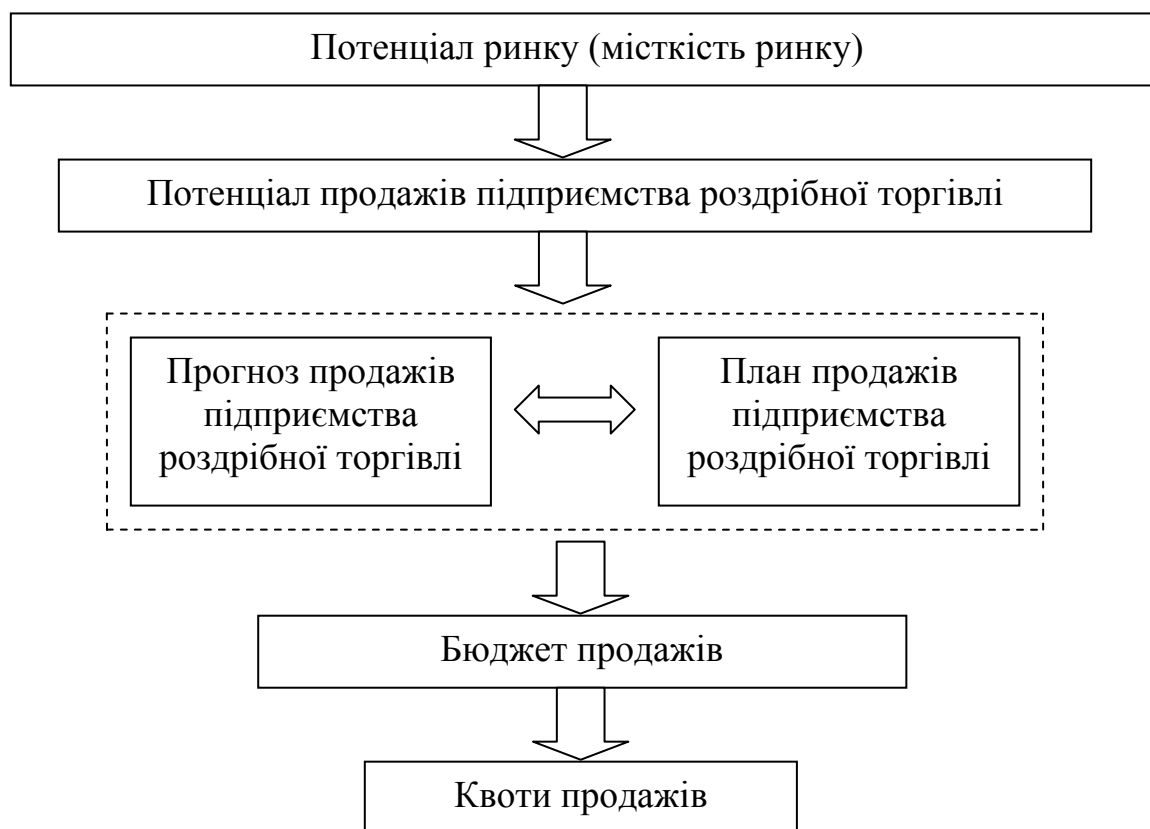 Потенціал ринку (місткість ринку)
Потенціал продажів підприємства роздрібної торгівлі
Прогноз продажів
підприємства
роздрібної торгівлі
План продажів
підприємства
роздрібної торгівлі
Бюджет продажів
Квоти продажів